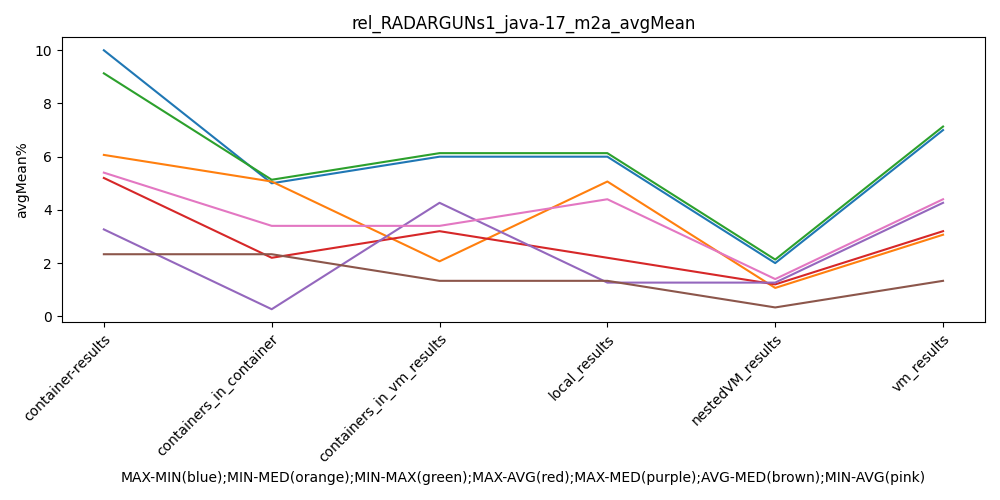 rel_RADARGUNs1_java-17_m2a_avgMean
avgMean%
10
8
6
4
2
0
container-results
containers_in_container
containers_in_vm_results
local_results
nestedVM_results
vm_results
MAX-MIN(blue);MIN-MED(orange);MIN-MAX(green);MAX-AVG(red);MAX-MED(purple);AVG-MED(brown);MIN-AVG(pink)